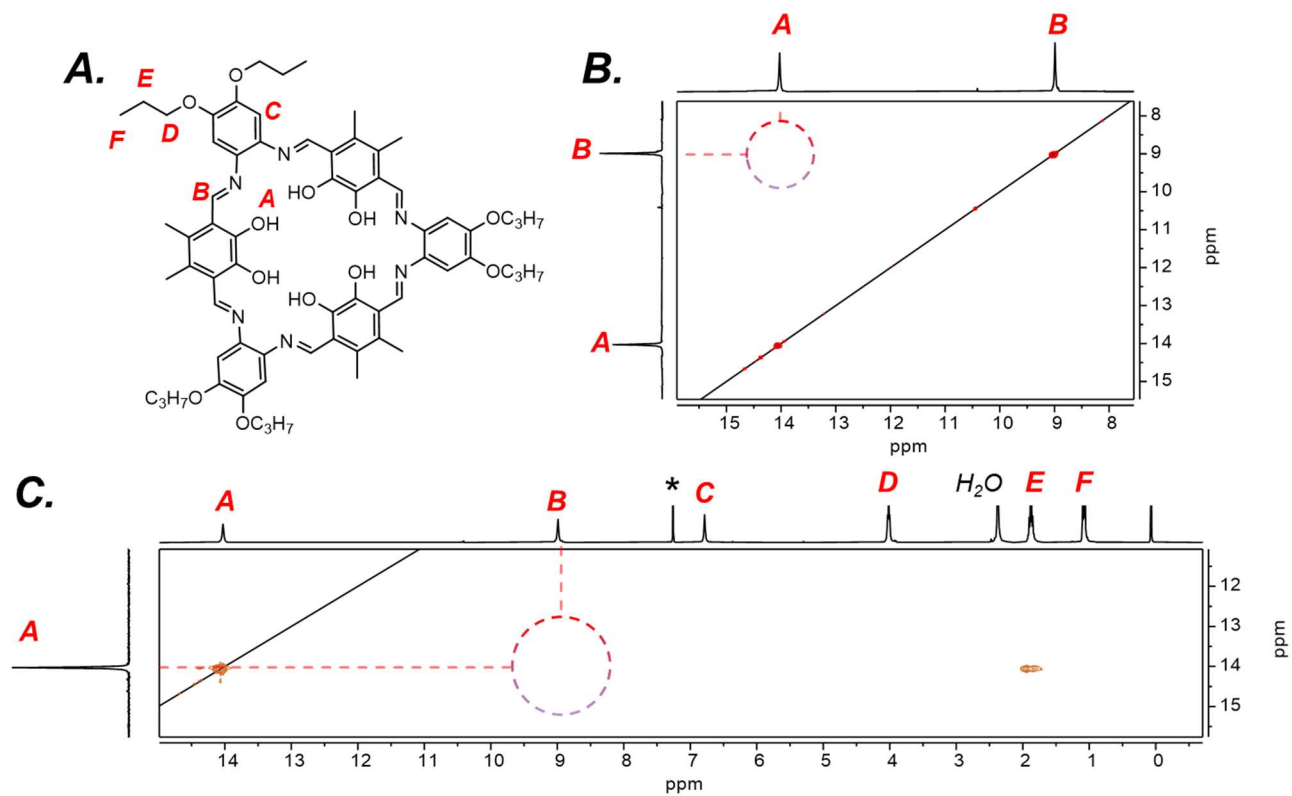 A.
E
F
D
C
B
A
O
O
N
N
HO
OH
OH
OH
N
N
OC₃H₇
OC₃H₇
OH
HO
N
N
C₃H₇O
OC₃H₇
B.
A B
B
A
8
9
10
11
12
13
14
15
ppm
15 14 13 12 11 10 9 8
ppm
C.
A B * C D H₂O E F
A
12
13
14
15
ppm
14 13 12 11 10 9 8 7 6 5 4 3 2 1 0
ppm